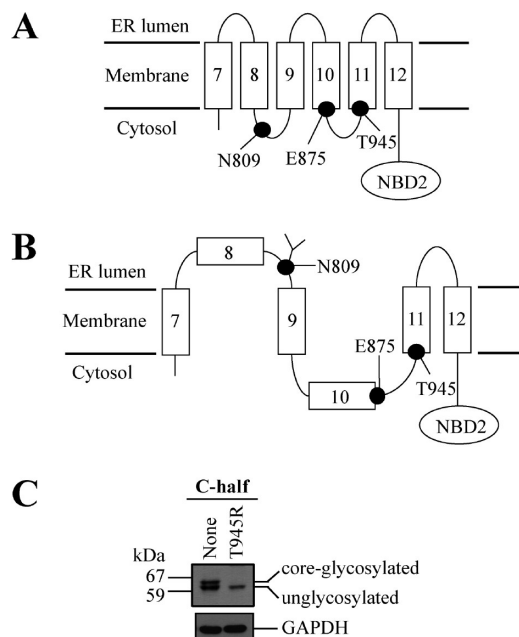 A
ER lumen
Membrane
Cytosol
7 8 9 10 11 12
N809
E875
T945
NBD2
B
ER lumen
Membrane
Cytosol
8
N809
7 9 11 12
E875
10
T945
NBD2
C
C-half
None
T945R
kDa
67
59
core-glycosylated
unglycosylated
GAPDH